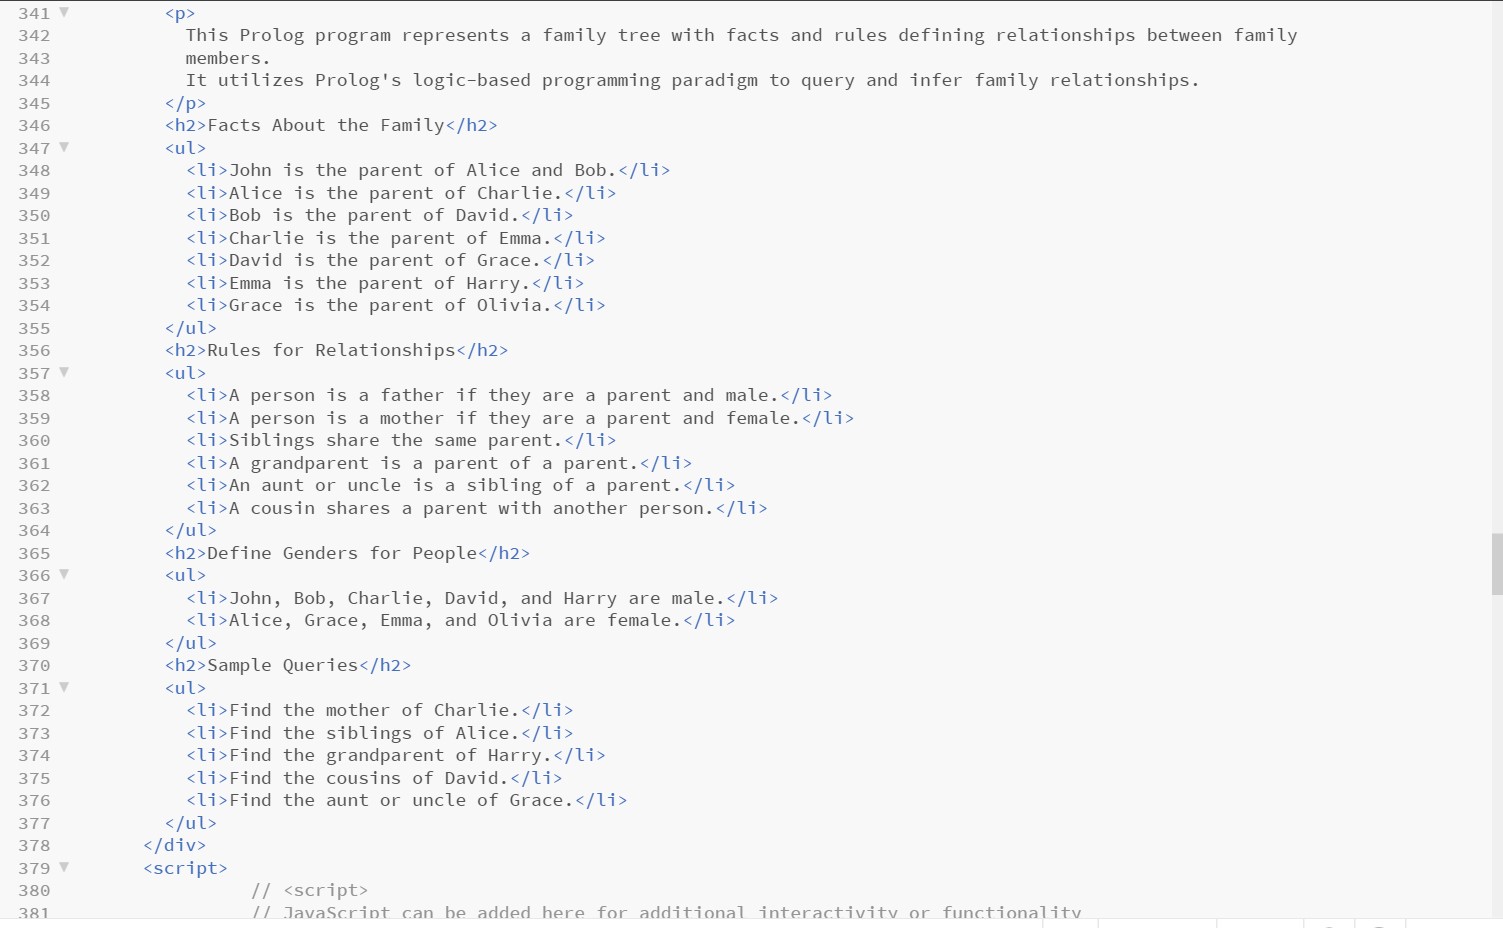 341 <p>
342 This Prolog program represents a family tree with facts and rules defining relationships between family
343 members.
344 It utilizes Prolog's logic-based programming paradigm to query and infer family relationships.
345 </p>
346 <h2>Facts About the Family</h2>
347 <ul>
348 <li>John is the parent of Alice and Bob.</li>
349 <li>Alice is the parent of Charlie.</li>
350 <li>Bob is the parent of David.</li>
351 <li>Charlie is the parent of Emma.</li>
352 <li>David is the parent of Grace.</li>
353 <li>Emma is the parent of Harry.</li>
354 <li>Grace is the parent of Olivia.</li>
355 </ul>
356 <h2>Rules for Relationships</h2>
357 <ul>
358 <li>A person is a father if they are a parent and male.</li>
359 <li>A person is a mother if they are a parent and female.</li>
360 <li>Siblings share the same parent.</li>
361 <li>A grandparent is a parent of a parent.</li>
362 <li>An aunt or uncle is a sibling of a parent.</li>
363 <li>A cousin shares a parent with another person.</li>
364 </ul>
365 <h2>Define Genders for People</h2>
366 <ul>
367 <li>John, Bob, Charlie, David, and Harry are male.</li>
368 <li>Alice, Grace, Emma, and Olivia are female.</li>
369 </ul>
370 <h2>Sample Queries</h2>
371 <ul>
372 <li>Find the mother of Charlie.</li>
373 <li>Find the siblings of Alice.</li>
374 <li>Find the grandparent of Harry.</li>
375 <li>Find the cousins of David.</li>
376 <li>Find the aunt or uncle of Grace.</li>
377 </ul>
378 </div>
379 <script>
380 // <script>
381 // JavaScript can be added here for additional interactivity or functionality